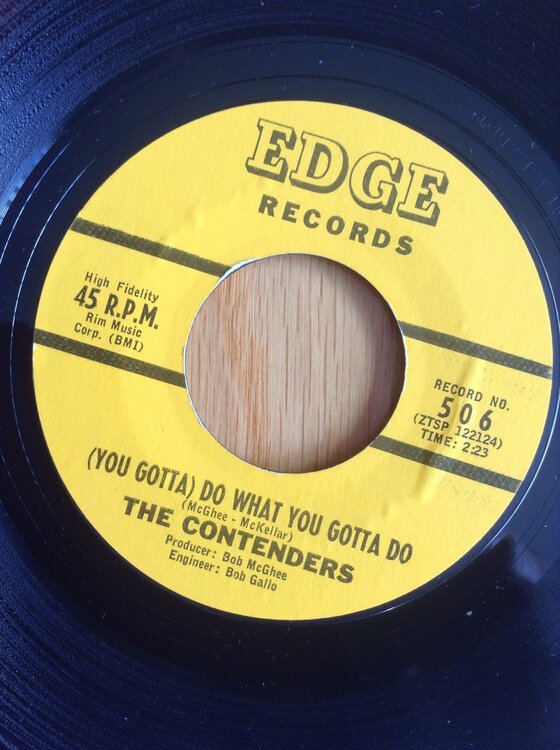 EDGE
RECORDS
High Fidelity
45 R.P.M.
Rim Music
Corp. (BMI)
RECORD NO.
506
(ZTSP 122124)
TIME: 2:23
(YOU GOTTA) DO WHAT YOU GOTTA DO
(McGhee - McKellar)
THE CONTENDERS
Producer: Bob McGhee
Engineer: Bob Gallo